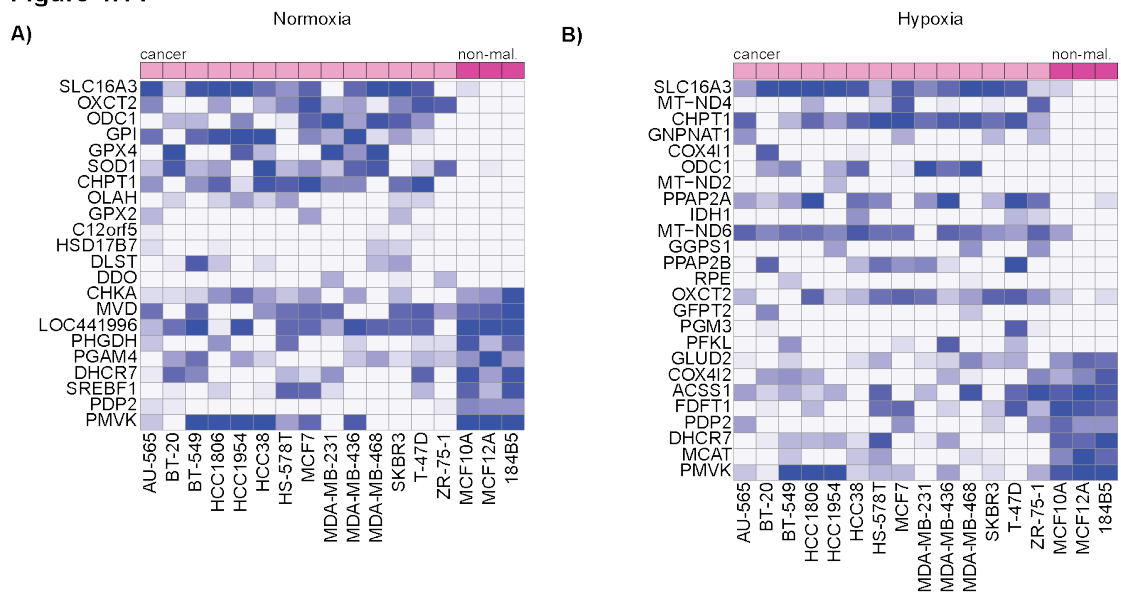 Normoxia
A)
cancer
non-mal.
SLC16A3
OXCT2
ODC1
GPI
GPX4
SOD1
CHPT1
OLAH
GPX2
C12orf5
HSD17B7
DLST
DDO
CHKA
MVD
LOC441996
PHGDH
PGAM4
DHCR7
SREBF1
PDP2
PMVK
AU-565
BT-20
BT-549
HCC1806
HCC1954
HCC38
HS-578T
MCF7
MDA-MB-231
MDA-MB-436
MDA-MB-468
SKBR3
T-47D
ZR-75-1
MCF10A
MCF12A
184B5
Hypoxia
B)
cancer
non-mal.
SLC16A3
MT−ND4
CHPT1
GNPNAT1
COX4I1
ODC1
MT−ND2
PPAP2A
IDH1
MT−ND6
GGPS1
PPAP2B
RPE
OXCT2
GFPT2
PGM3
PFKL
GLUD2
COX4I2
ACSS1
FDFT1
PDP2
DHCR7
MCAT
PMVK
AU-565
BT-20
BT-549
HCC1806
HCC1954
HCC38
HS-578T
MCF7
MDA-MB-231
MDA-MB-436
MDA-MB-468
SKBR3
T-47D
ZR-75-1
MCF10A
MCF12A
184B5